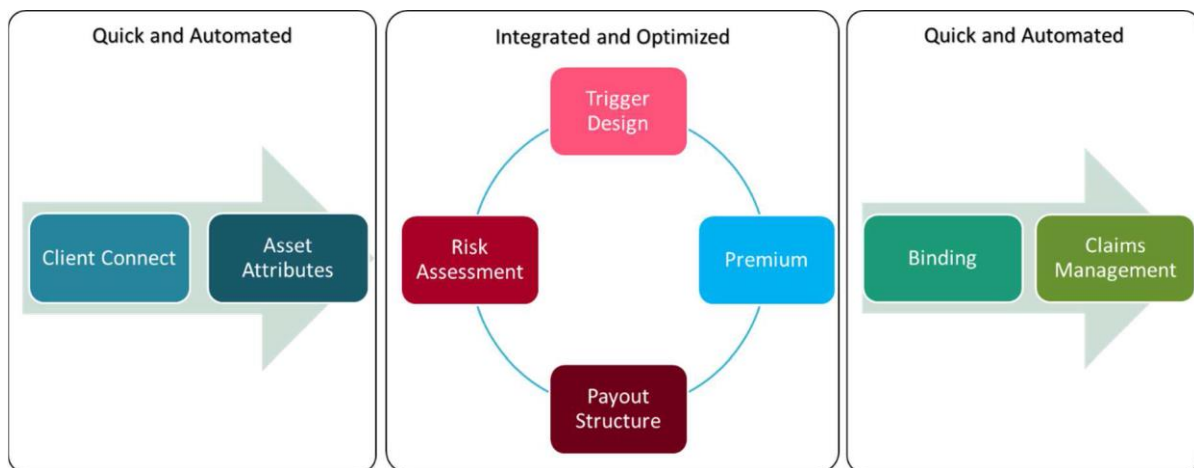 Quick and Automated
Client Connect
Asset
Attributes
Integrated and Optimized
Trigger
Design
Risk
Assessment
Premium
Payout
Structure
Quick and Automated
Binding
Claims
Management